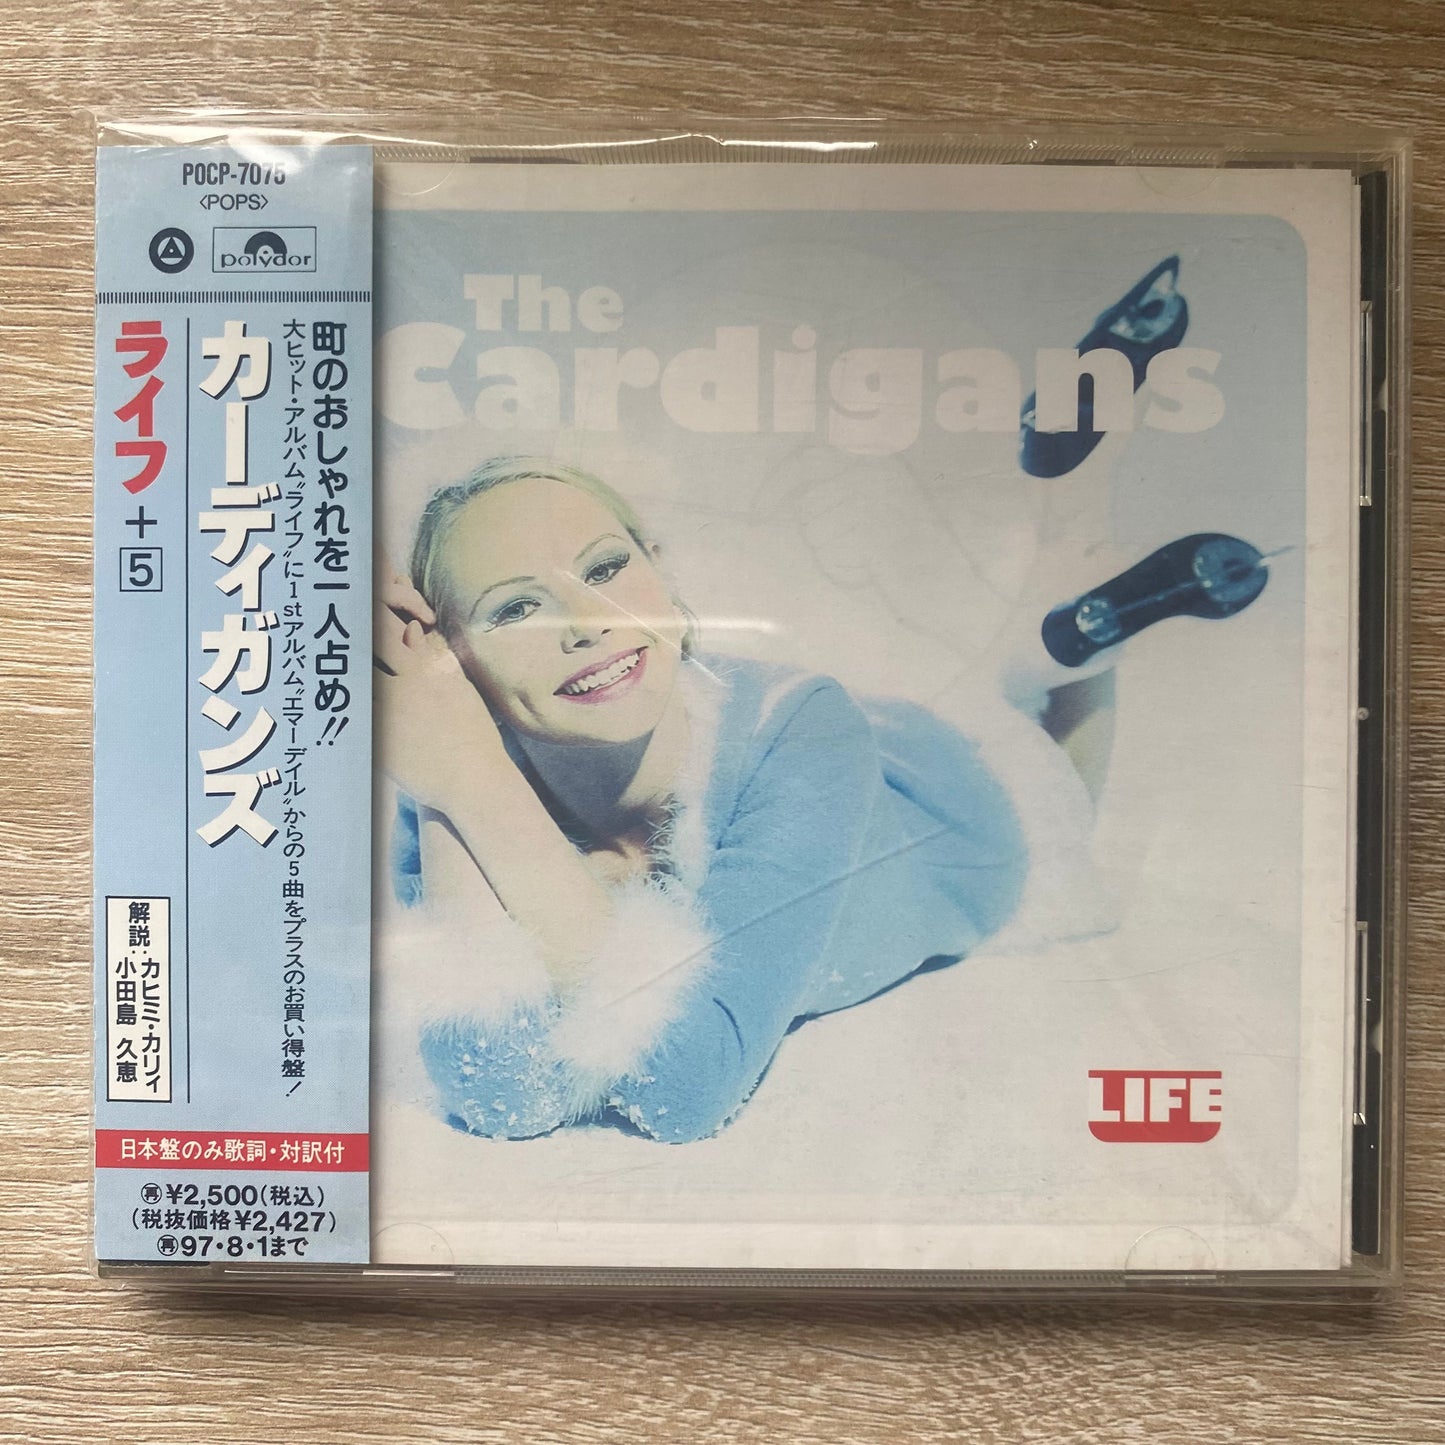 POCP-7075
<POPS>
polydor
町のおしゃれを一人占め!!
大ヒット・アルバム“ライフ”に1stアルバム“エマーデイル”からの5曲をプラスのお買い得盤！
カーディガンズ
ライフ+5
解説：カヒミ・カリィ
小田島 久恵
日本盤のみ歌詞・対訳付
再¥2,500(税込)
(税抜価格¥2,427)
再97・8・1まで
The
Cardigans
LIFE